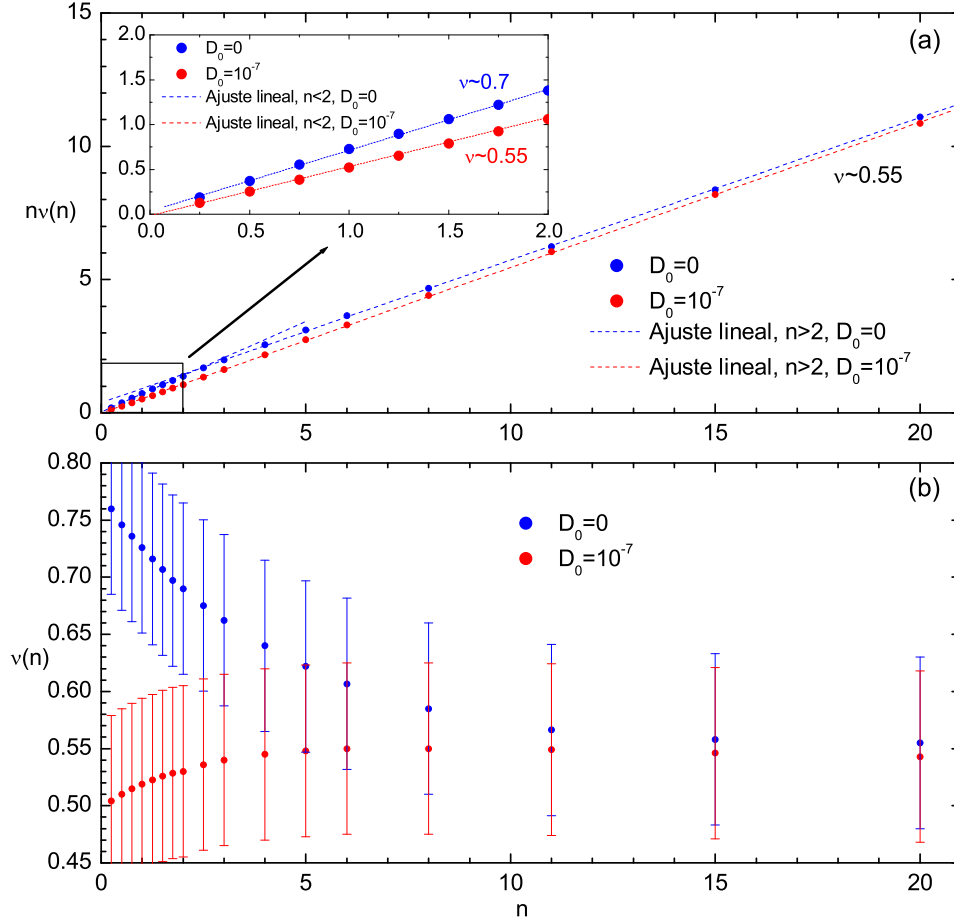 (a)
15
10
5
0
nν(n)
2.0
1.5
1.0
0.5
0.0
D₀=0
D₀=10⁻⁷
Ajuste lineal, n<2, D₀=0
Ajuste lineal, n<2, D₀=10⁻⁷
ν~0.7
ν~0.55
0.0 0.5 1.0 1.5 2.0
ν~0.55
D₀=0
D₀=10⁻⁷
Ajuste lineal, n>2, D₀=0
Ajuste lineal, n>2, D₀=10⁻⁷
0 5 10 15 20
(b)
0.80
0.75
0.70
0.65
0.60
0.55
0.50
0.45
ν(n)
D₀=0
D₀=10⁻⁷
0 5 10 15 20
n